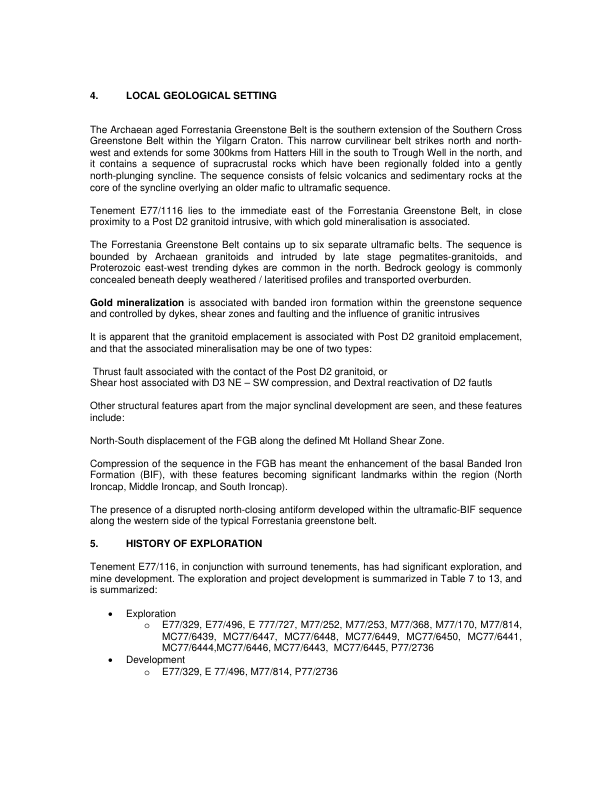 4. LOCAL GEOLOGICAL SETTING
The Archaean aged Forrestania Greenstone Belt is the southern extension of the Southern Cross
Greenstone Belt within the Yilgarn Craton. This narrow curvilinear belt strikes north and north-
west and extends for some 300kms from Hatters Hill in the south to Trough Well in the north, and
it contains a sequence of supracrustal rocks which have been regionally folded into a gently
north-plunging syncline. The sequence consists of felsic volcanics and sedimentary rocks at the
core of the syncline overlying an older mafic to ultramafic sequence.
Tenement E77/1116 lies to the immediate east of the Forrestania Greenstone Belt, in close
proximity to a Post D2 granitoid intrusive, with which gold mineralisation is associated.
The Forrestania Greenstone Belt contains up to six separate ultramafic belts. The sequence is
bounded by Archaean granitoids and intruded by late stage pegmatites-granitoids, and
Proterozoic east-west trending dykes are common in the north. Bedrock geology is commonly
concealed beneath deeply weathered / lateritised profiles and transported overburden.
Gold mineralization is associated with banded iron formation within the greenstone sequence
and controlled by dykes, shear zones and faulting and the influence of granitic intrusives
It is apparent that the granitoid emplacement is associated with Post D2 granitoid emplacement,
and that the associated mineralisation may be one of two types:
Thrust fault associated with the contact of the Post D2 granitoid, or
Shear host associated with D3 NE – SW compression, and Dextral reactivation of D2 fautls
Other structural features apart from the major synclinal development are seen, and these features
include:
North-South displacement of the FGB along the defined Mt Holland Shear Zone.
Compression of the sequence in the FGB has meant the enhancement of the basal Banded Iron
Formation (BIF), with these features becoming significant landmarks within the region (North
Ironcap, Middle Ironcap, and South Ironcap).
The presence of a disrupted north-closing antiform developed within the ultramafic-BIF sequence
along the western side of the typical Forrestania greenstone belt.
5. HISTORY OF EXPLORATION
Tenement E77/116, in conjunction with surround tenements, has had significant exploration, and
mine development. The exploration and project development is summarized in Table 7 to 13, and
is summarized:
• Exploration
o E77/329, E77/496, E 777/727, M77/252, M77/253, M77/368, M77/170, M77/814,
MC77/6439, MC77/6447, MC77/6448, MC77/6449, MC77/6450, MC77/6441,
MC77/6444,MC77/6446, MC77/6443, MC77/6445, P77/2736
• Development
o E77/329, E 77/496, M77/814, P77/2736